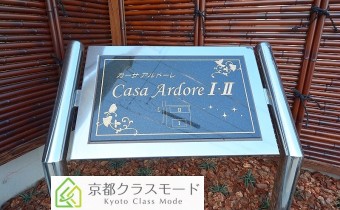 カーサ アルドーレ
Casa Ardore I・II
京都クラスモード
Kyoto Class Mode